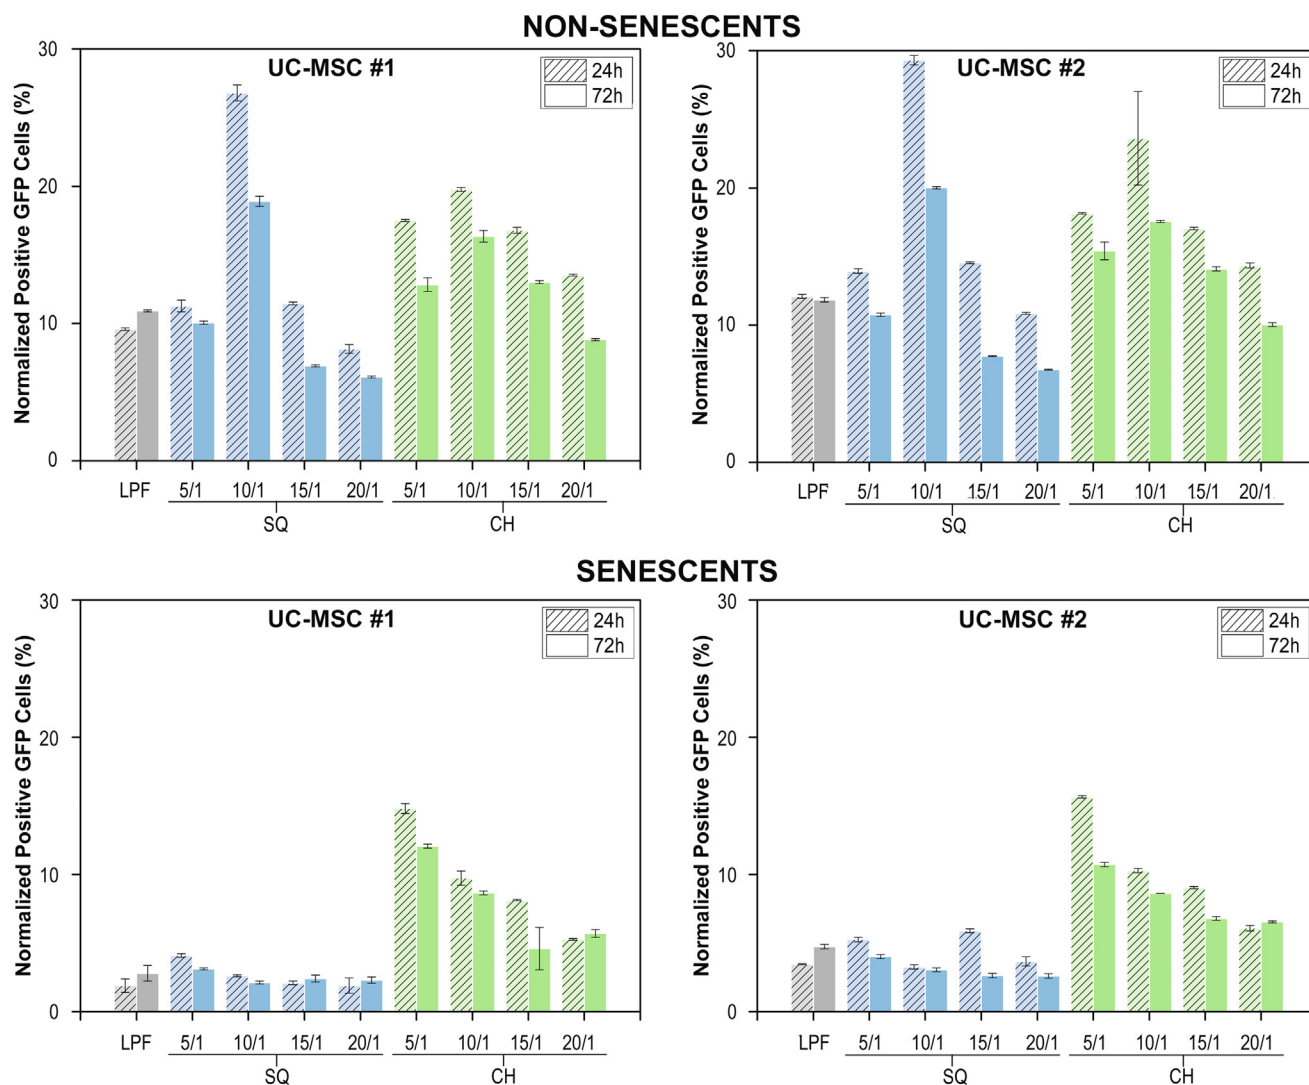 NON-SENESCENTS
UC-MSC #1
24h
72h
Normalized Positive GFP Cells (%)
30
20
10
0
LPF 5/1 10/1 15/1 20/1 5/1 10/1 15/1 20/1
SQ CH
UC-MSC #2
24h
72h
Normalized Positive GFP Cells (%)
30
20
10
0
LPF 5/1 10/1 15/1 20/1 5/1 10/1 15/1 20/1
SQ CH
SENESCENTS
UC-MSC #1
24h
72h
Normalized Positive GFP Cells (%)
30
20
10
0
LPF 5/1 10/1 15/1 20/1 5/1 10/1 15/1 20/1
SQ CH
UC-MSC #2
24h
72h
Normalized Positive GFP Cells (%)
30
20
10
0
LPF 5/1 10/1 15/1 20/1 5/1 10/1 15/1 20/1
SQ CH